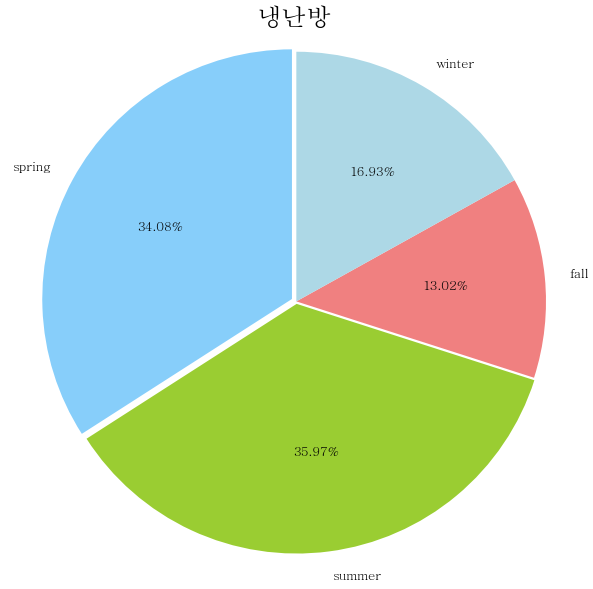 냉난방
winter
16.93%
spring
34.08%
fall
13.02%
35.97%
summer